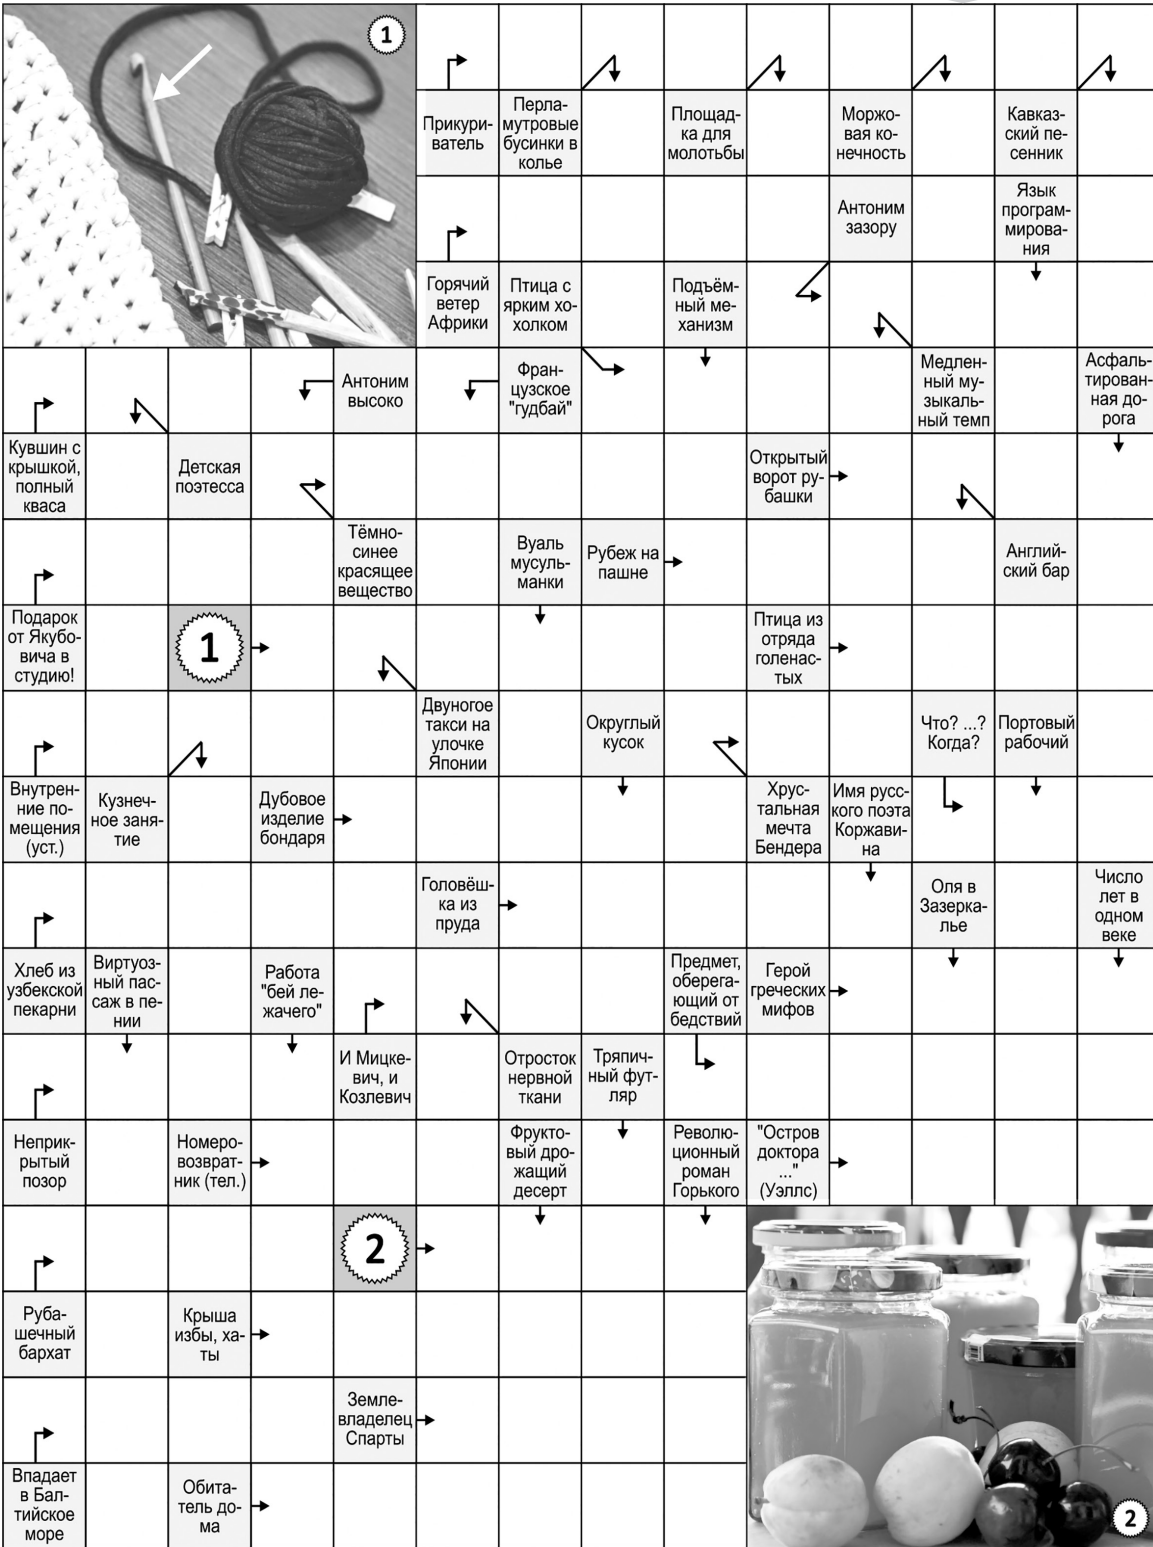 1
Прикури-
ватель
Перла-
мутровые
бусинки в
колье
Площад-
ка для
молотьбы
Моржо-
вая ко-
нечность
Кавказ-
ский пе-
сенник
Антоним
зазору
Язык
програм-
мирова-
ния
Горячий
ветер
Африки
Птица с
ярким хо-
холком
Подъём-
ный ме-
ханизм
Антоним
высоко
Фран-
цузское
"гудбай"
Медлен-
ный му-
зыкаль-
ный темп
Асфаль-
тирован-
ная до-
рога
Кувшин с
крышкой,
полный
кваса
Детская
поэтесса
Открытый
ворот ру-
башки
Тёмно-
синее
красящее
вещество
Вуаль
мусуль-
манки
Рубеж на
пашне
Англий-
ский бар
Подарок
от Якубо-
вича в
студию!
1
Птица из
отряда
голенас-
тых
Двуногое
такси на
улочке
Японии
Округлый
кусок
Что? ...?
Когда?
Портовый
рабочий
Внутрен-
ние по-
мещения
(уст.)
Кузнеч-
ное заня-
тие
Дубовое
изделие
бондаря
Хрус-
тальная
мечта
Бендера
Имя русс-
кого поэта
Коржави-
на
Головёш-
ка из
пруда
Оля в
Зазерка-
лье
Число
лет в
одном
веке
Хлеб из
узбекской
пекарни
Виртуоз-
ный пас-
саж в пе-
нии
Работа
"бей ле-
жачего"
Предмет,
оберега-
ющий от
бедствий
Герой
греческих
мифов
И Мицке-
вич, и
Козлевич
Отросток
нервной
ткани
Тряпич-
ный фут-
ляр
Неприк-
рытый
позор
Номеро-
возврат-
ник (тел.)
Фрукто-
вый дро-
жащий
десерт
Револю-
ционный
роман
Горького
"Остров
доктора
..."
(Уэллс)
2
Руба-
шечный
бархат
Крыша
избы, ха-
ты
Земле-
владелец
Спарты
Впадает
в Бал-
тийское
море
Обита-
тель до-
ма
2